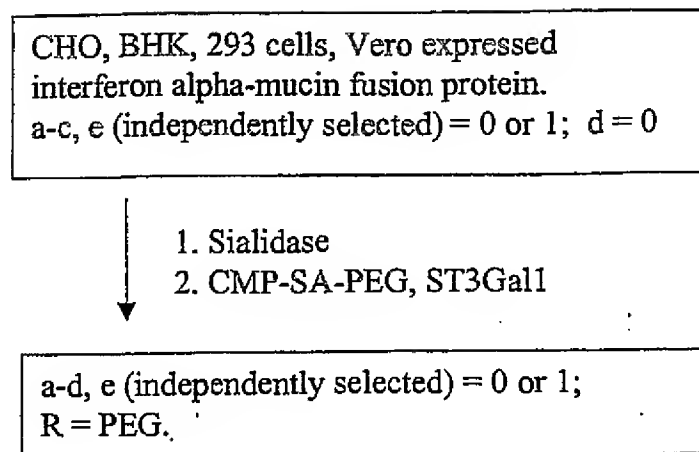 CHO, BHK, 293 cells, Vero expressed
interferon alpha-mucin fusion protein.
a-c, e (independently selected) = 0 or 1; d = 0
1. Sialidase
2. CMP-SA-PEG, ST3Gal1
a-d, e (independently selected) = 0 or 1;
R = PEG.